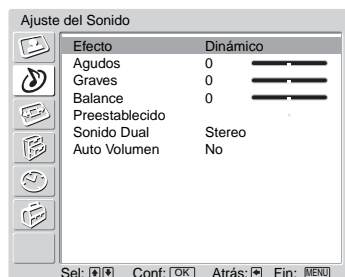 Ajuste del Sonido
Efecto Dinámico
Agudos 0
Graves 0
Balance 0
Preestablecido
Sonido Dual Stereo
Auto Volumen No
Sel: Conf: OK Atrás: Fin: MENU